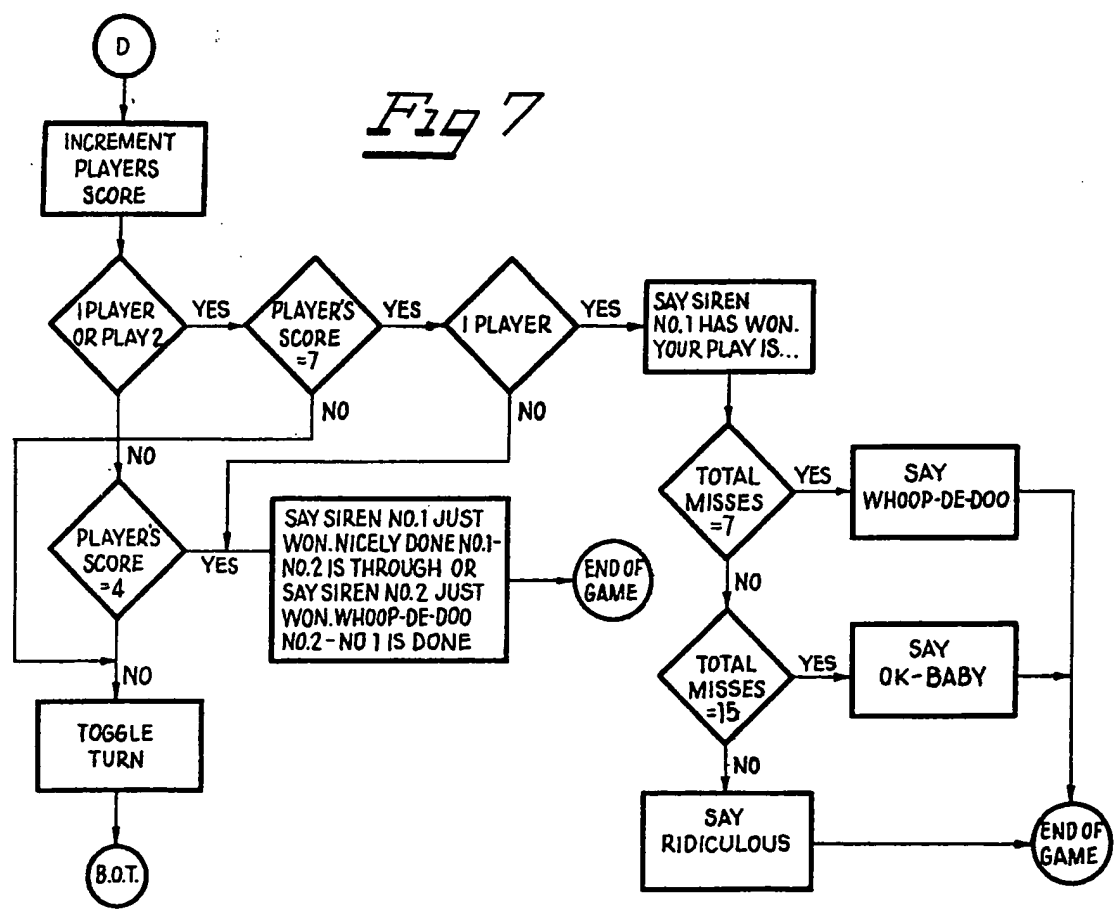 D
Fig 7
INCREMENT
PLAYERS
SCORE
1 PLAYER
OR PLAY 2
YES
PLAYER'S
SCORE
=7
YES
1 PLAYER
YES
SAY SIREN
NO.1 HAS WON.
YOUR PLAY IS...
NO
NO
NO
PLAYER'S
SCORE
=4
YES
SAY SIREN NO.1 JUST
WON. NICELY DONE NO.1-
NO.2 IS THROUGH OR
SAY SIREN NO.2 JUST
WON. WHOOP-DE-DOO
NO.2-NO 1 IS DONE
END OF
GAME
TOTAL
MISSES
=7
YES
SAY
WHOOP-DE-DOO
NO
TOTAL
MISSES
=15
YES
SAY
OK-BABY
NO
TOGGLE
TURN
NO
SAY
RIDICULOUS
END OF
GAME
B.O.T.